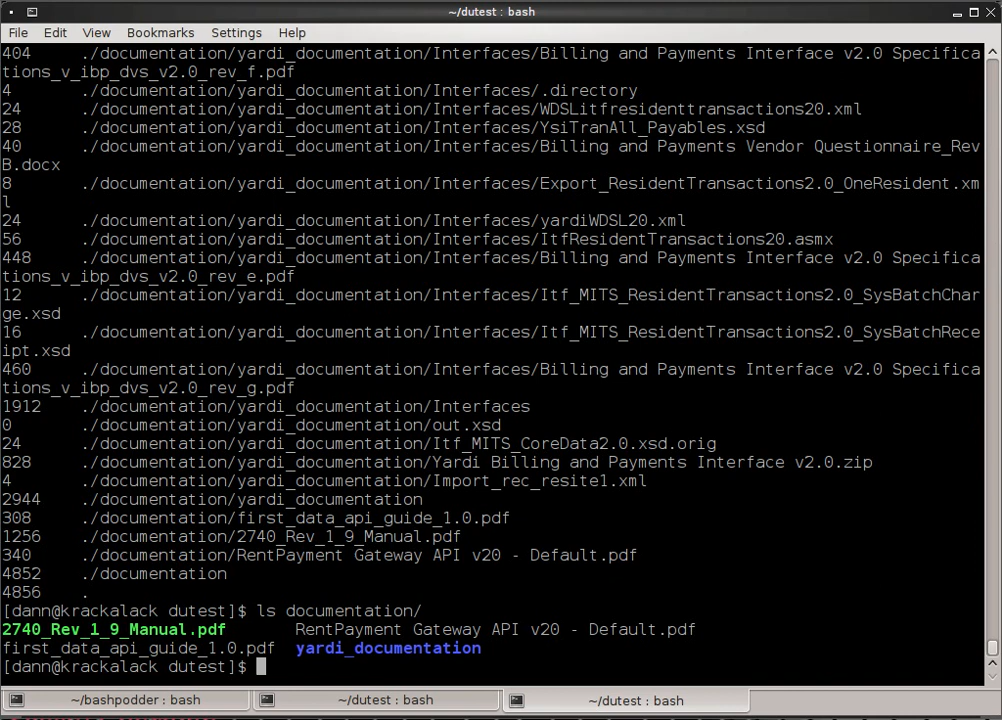 ~/dutest : bash
File Edit View Bookmarks Settings Help
404 ./documentation/yardi_documentation/Interfaces/Billing and Payments Interface v2.0 Specifica
tions_v_ibp_dvs_v2.0_rev_f.pdf
4 ./documentation/yardi_documentation/Interfaces/.directory
24 ./documentation/yardi_documentation/Interfaces/WDSLitfresidenttransactions20.xml
28 ./documentation/yardi_documentation/Interfaces/YsiTranAll_Payables.xsd
40 ./documentation/yardi_documentation/Interfaces/Billing and Payments Vendor Questionnaire_Rev
B.docx
8 ./documentation/yardi_documentation/Interfaces/Export_ResidentTransactions2.0_OneResident.xm
l
24 ./documentation/yardi_documentation/Interfaces/yardiWDSL20.xml
56 ./documentation/yardi_documentation/Interfaces/ItfResidentTransactions20.asmx
448 ./documentation/yardi_documentation/Interfaces/Billing and Payments Interface v2.0 Specifica
tions_v_ibp_dvs_v2.0_rev_e.pdf
12 ./documentation/yardi_documentation/Interfaces/Itf_MITS_ResidentTransactions2.0_SysBatchChar
ge.xsd
16 ./documentation/yardi_documentation/Interfaces/Itf_MITS_ResidentTransactions2.0_SysBatchRece
ipt.xsd
460 ./documentation/yardi_documentation/Interfaces/Billing and Payments Interface v2.0 Specifica
tions_v_ibp_dvs_v2.0_rev_g.pdf
1912 ./documentation/yardi_documentation/Interfaces
0 ./documentation/yardi_documentation/out.xsd
24 ./documentation/yardi_documentation/Itf_MITS_CoreData2.0.xsd.orig
828 ./documentation/yardi_documentation/Yardi Billing and Payments Interface v2.0.zip
4 ./documentation/yardi_documentation/Import_rec_resite1.xml
2944 ./documentation/yardi_documentation
308 ./documentation/first_data_api_guide_1.0.pdf
1256 ./documentation/2740_Rev_1_9_Manual.pdf
340 ./documentation/RentPayment Gateway API v20 - Default.pdf
4852 ./documentation
4856 .
[dann@krackalack dutest]$ ls documentation/
2740_Rev_1_9_Manual.pdf RentPayment Gateway API v20 - Default.pdf
first_data_api_guide_1.0.pdf yardi_documentation
[dann@krackalack dutest]$
~/bashpodder : bash ~/dutest : bash ~/dutest : bash